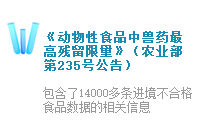 《动物性食品中兽药最
高残留限量》（农业部
第235号公告）
包含了14000多条进境不合格
食品数据的相关信息